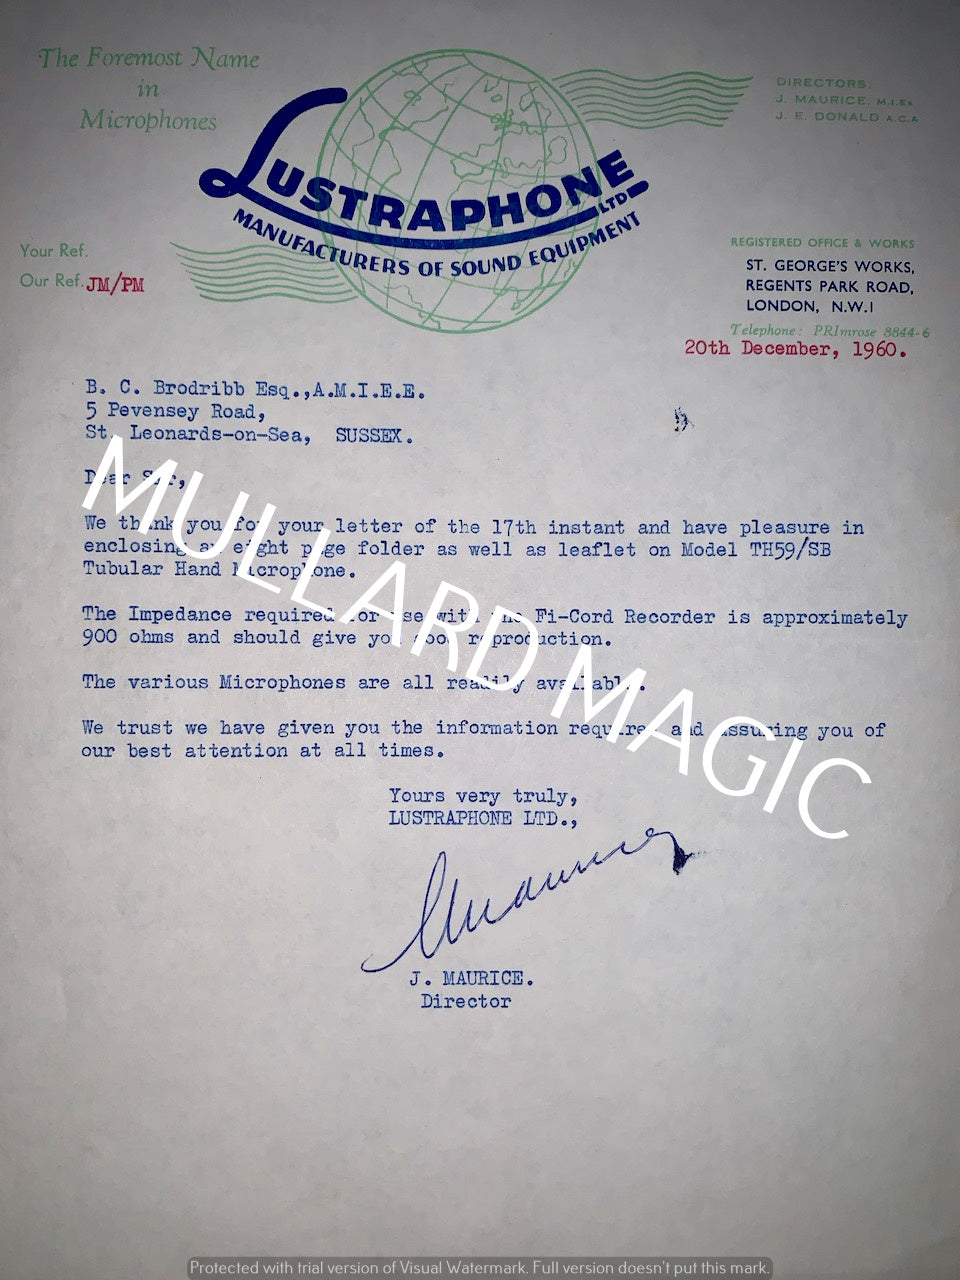 The Foremost Name
in
Microphones
LUSTRAPHONE LTD.
MANUFACTURERS OF SOUND EQUIPMENT
DIRECTORS:
J. MAURICE, M.I.Ex
J. E. DONALD A.C.A
Your Ref.
Our Ref. JM/PM
REGISTERED OFFICE & WORKS
ST. GEORGE'S WORKS,
REGENTS PARK ROAD,
LONDON, N.W.1
Telephone: PRImrose 8844-6
20th December, 1960.
B. C. Brodribb Esq.,A.M.I.E.E.
5 Pevensey Road,
St. Leonards-on-Sea, SUSSEX.
Dear Sir,
We thank you for your letter of the 17th instant and have pleasure in
enclosing an eight page folder as well as leaflet on Model TH59/SB
Tubular Hand Microphone.
The Impedance required for use with the Fi-Cord Recorder is approximately
900 ohms and should give you good reproduction.
The various Microphones are all readily available.
We trust we have given you the information required and assuring you of
our best attention at all times.
Yours very truly,
LUSTRAPHONE LTD.,
JMaurice
J. MAURICE.
Director
MULLARD MAGIC
Protected with trial version of Visual Watermark. Full version doesn't put this mark.